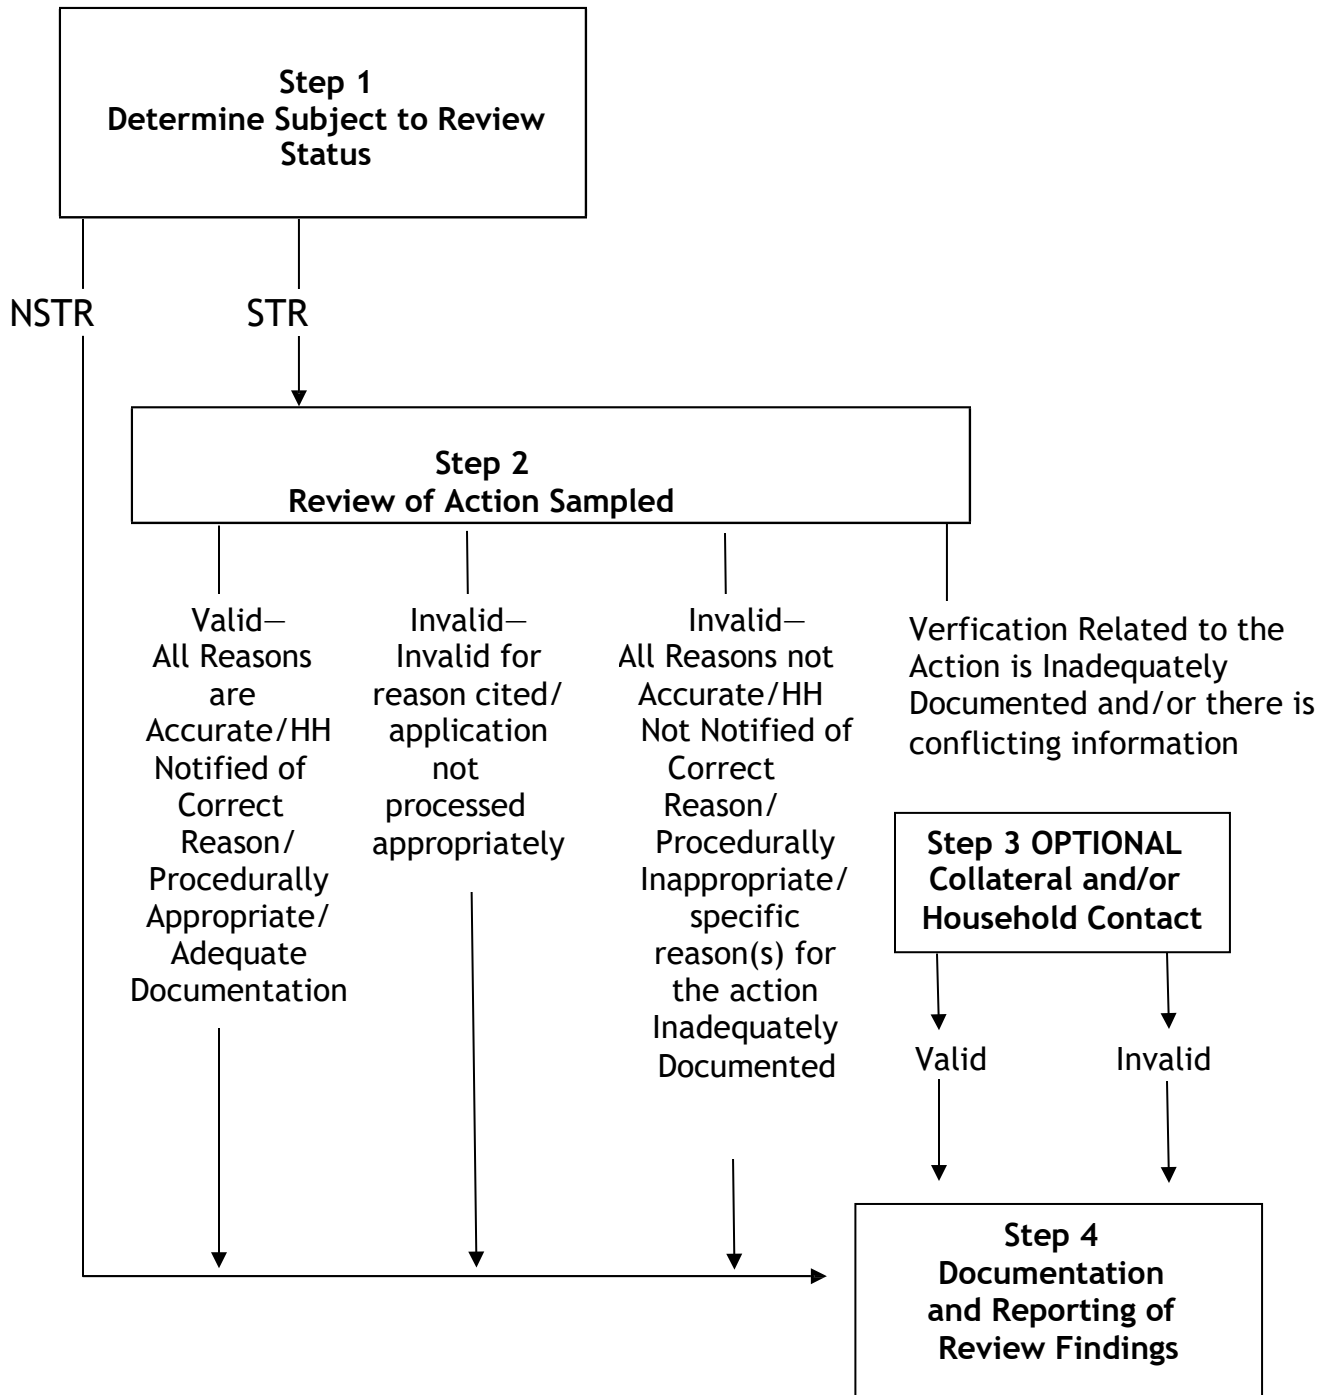 Step 1
Determine Subject to Review
Status
NSTR
STR
Step 2
Review of Action Sampled
Val—
All Reasons
are
Accurate/HH
Notified of
Correct
Reason/
Procedurally
Appropriate/
Adequate
Documentation
Invalid—
Invalid for
reason cited/
application
not
processed
appropriately
Invalid—
All Reasons not
Accurate/HH
Not Notified of
Correct
Reason/
Procedurally
Inappropriate/
specific
reason(s) for
the action
Inadequately
Documented
Verfication Related to the
Action is Inadequately
Documented and/or there is
conflicting information
Step 3 OPTIONAL
Collateral and/or
Household Contact
Valid
Invalid
Step 4
Documentation
and Reporting of
Review Findings